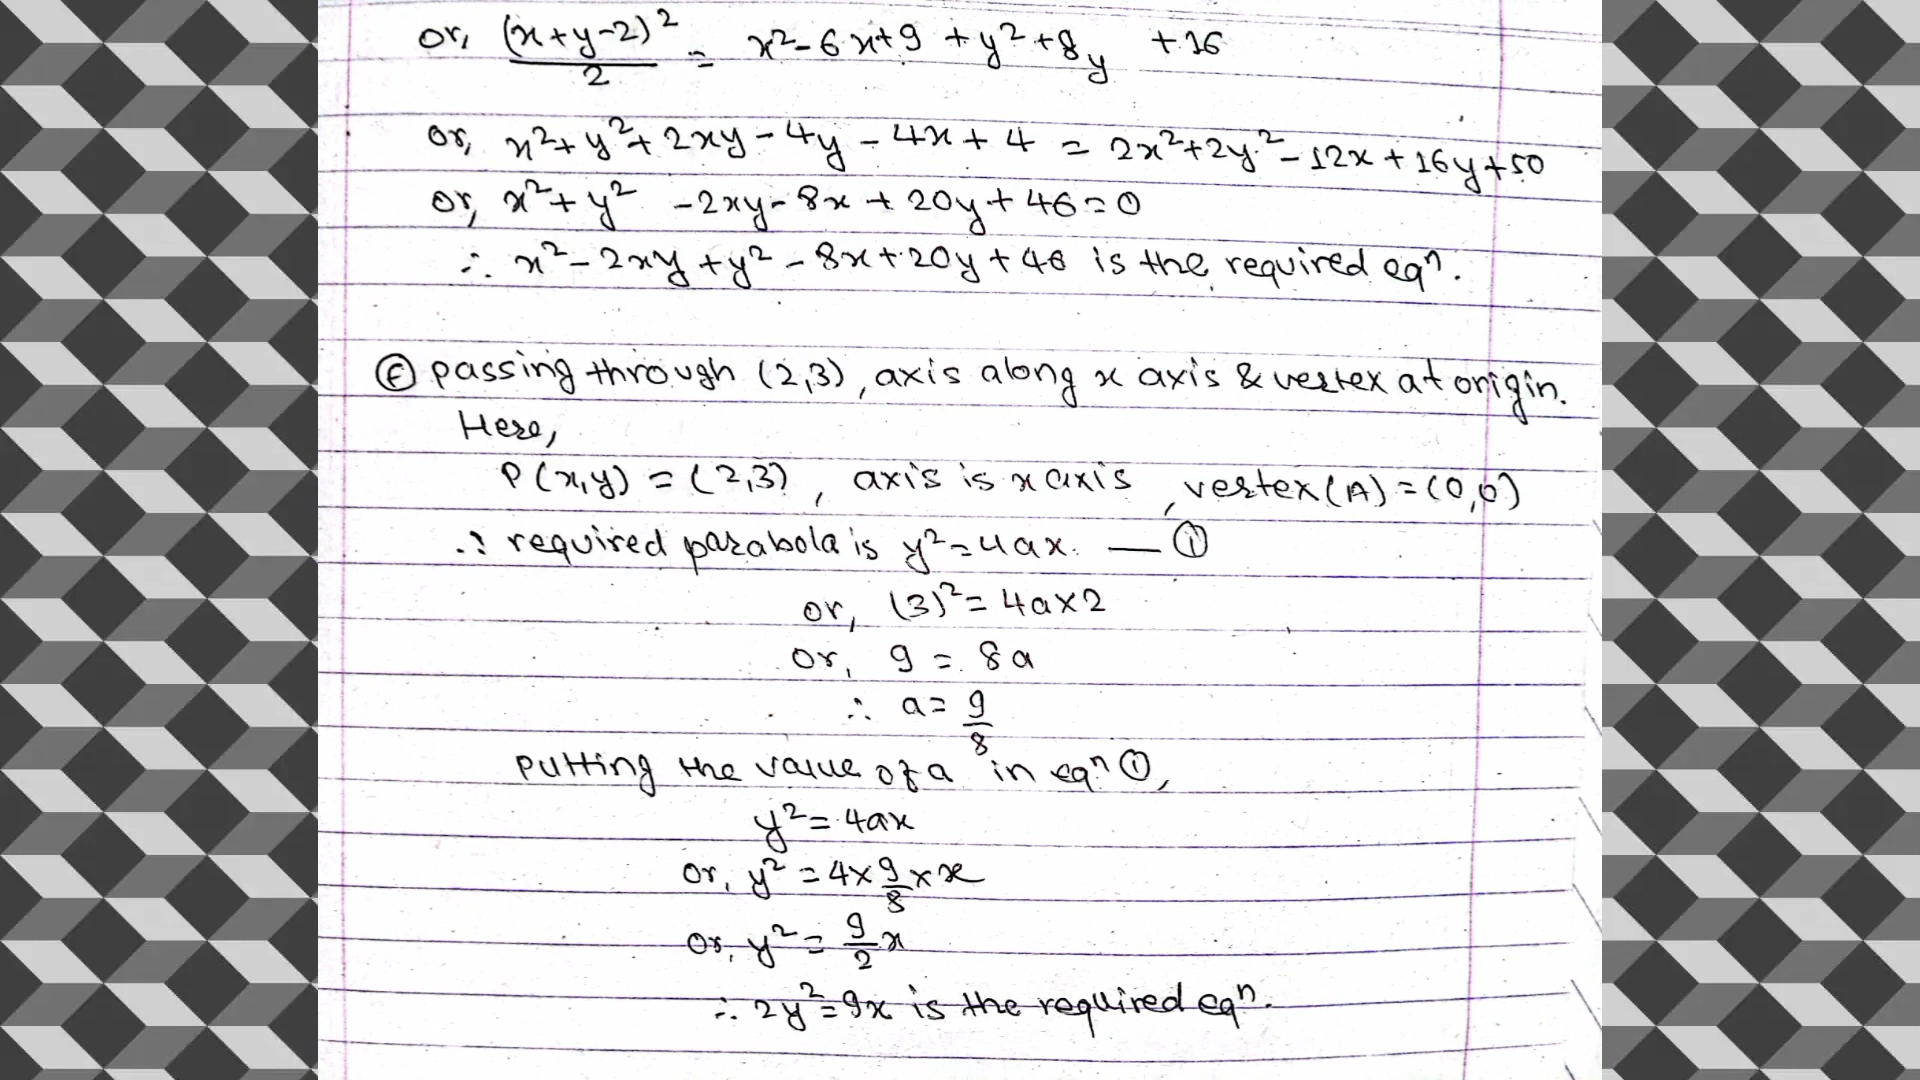 or, (x+y-2)²/2 = x²-6x+9+y²+8y+16
or, x²+y²+2xy-4y-4x+4 = 2x²+2y²-12x+16y+50
or, x²+y²-2xy-8x+20y+46=0
∴ x²-2xy+y²-8x+20y+46 is the required eqⁿ.
ⓒ passing through (2,3), axis along x axis & vertex at origin.
Here,
P(x,y) = (2,3), axis is x axis, vertex(A)=(0,0)
∴ required parabola is y²=4ax. — ①
or, (3)²=4a×2
or, 9 = 8a
∴ a=9/8
putting the value of a in eqⁿ ①,
y²=4ax
or, y²=4×9/8×x
or, y²=9/2x
∴ 2y²=9x is the required eqⁿ.